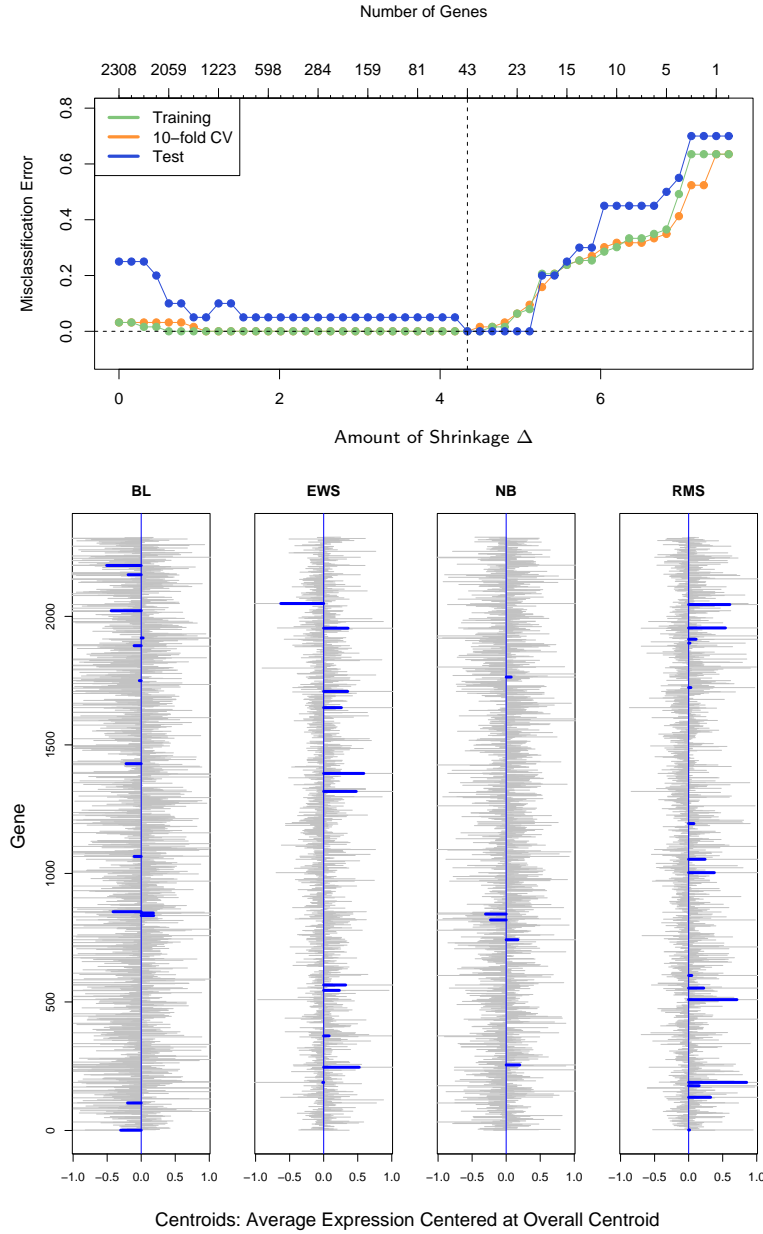 Number of Genes
2308 2059 1223 598 284 159 81 43 23 15 10 5 1
Misclassification Error
0.0 0.2 0.4 0.6 0.8
Training
10−fold CV
Test
0 2 4 6
Amount of Shrinkage Δ
BL EWS NB RMS
Gene
0 500 1000 1500 2000
−1.0 −0.5 0.0 0.5 1.0 −1.0 −0.5 0.0 0.5 1.0 −1.0 −0.5 0.0 0.5 1.0 −1.0 −0.5 0.0 0.5 1.0
Centroids: Average Expression Centered at Overall Centroid